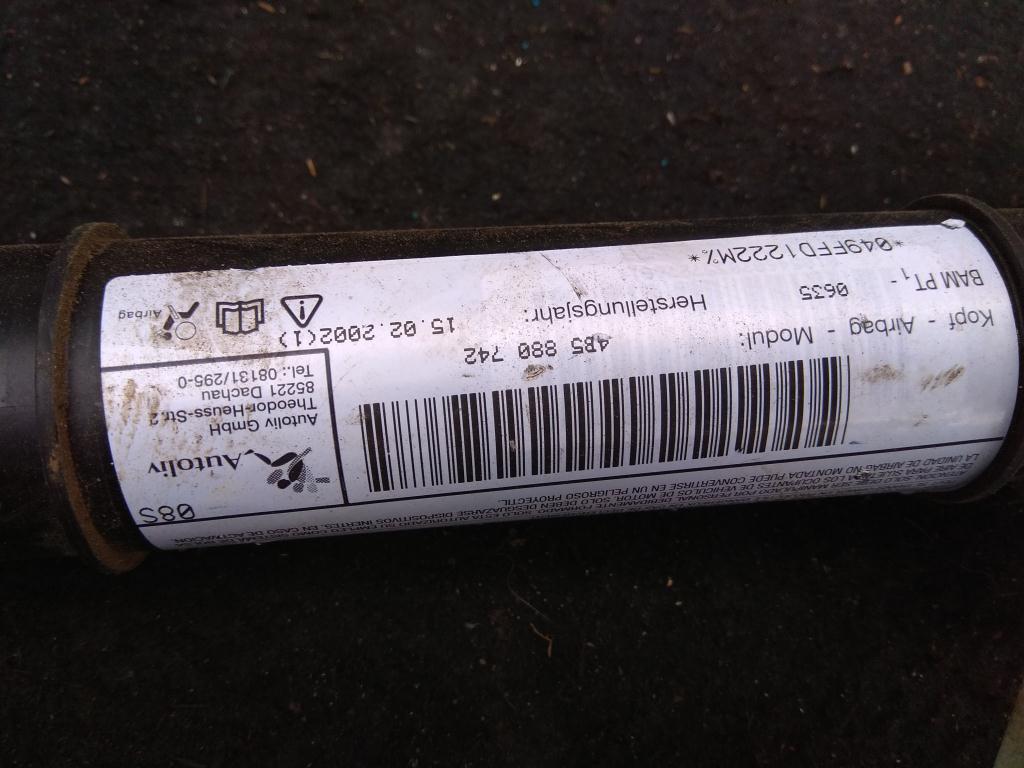 LA UNIDAD DE AIRBAG NO MONTADA PUEDE CONVERTIRSE EN UN PELIGROSO PROYECTIL.
08S
Autoliv
Autoliv GmbH
Theodor-Heuss-Str.2
85221 Dachau
Tel.: 08131/295-0
Kopf - Airbag - Modul: 4B5 880 742
BAM PT₁ - 0635 Herstellungsjahr: 15.02.2002(1)
Airbag
*049FFD1222M%*